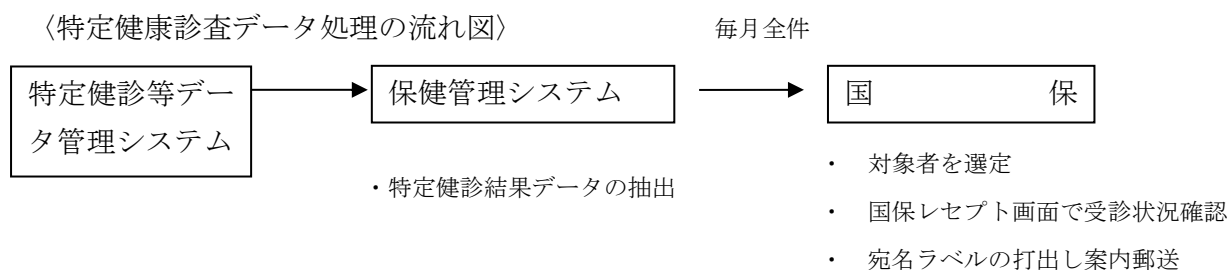 〈特定健康診査データ処理の流れ図〉
毎月全件
特定健診等デー
タ管理システム
保健管理システム
国　　　　　　保
・特定健診結果データの抽出
・　対象者を選定
・　国保レセプト画面で受診状況確認
・　宛名ラベルの打出し案内郵送